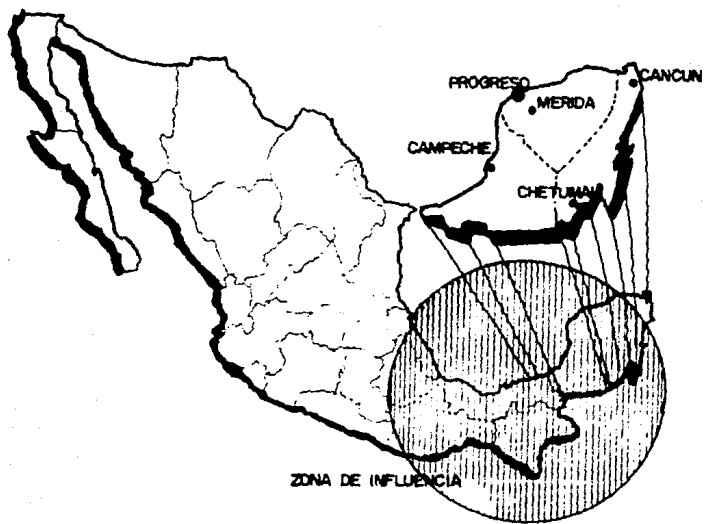 PROGRESO
CANCUN
MERIDA
CAMPECHE
CHETUMAL
ZONA DE INFLUENCIA